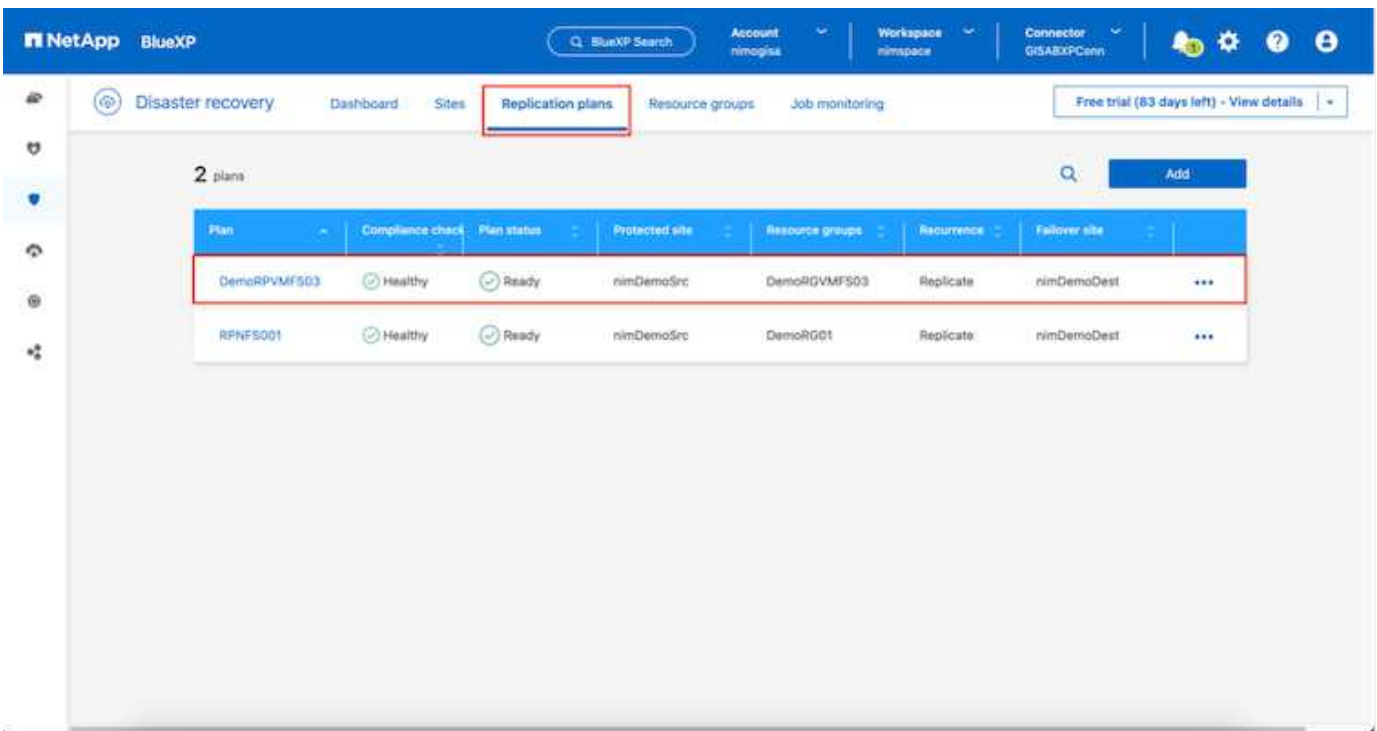 NetApp BlueXP
BlueXP Search
Account
nimogisa
Workspace
nimspace
Connector
GISABXPConn
1
Disaster recovery
Dashboard
Sites
Replication plans
Resource groups
Job monitoring
Free trial (83 days left) - View details
2 plans
Add
Plan Compliance check Plan status Protected site Resource groups Recurrence Failover site
DemoRPVMFS03 Healthy Ready nimDemoSrc DemoRGVMFS03 Replicate nimDemoDest
RPNFS001 Healthy Ready nimDemoSrc DemoRG01 Replicate nimDemoDest